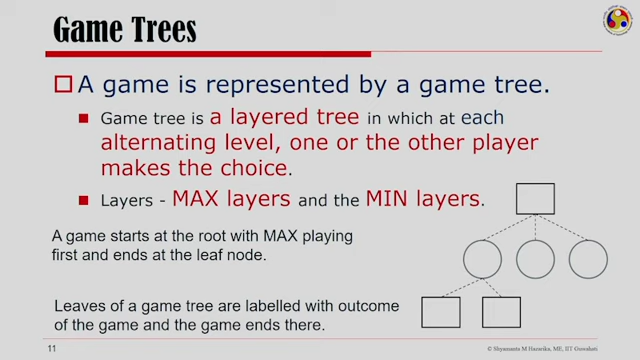 Game Trees
A game is represented by a game tree.
Game tree is a layered tree in which at each
alternating level, one or the other player
makes the choice.
Layers - MAX layers and the MIN layers.
A game starts at the root with MAX playing
first and ends at the leaf node.
Leaves of a game tree are labelled with outcome
of the game and the game ends there.
11
© Shyamanta M Hazarika, ME, IIT Guwahati